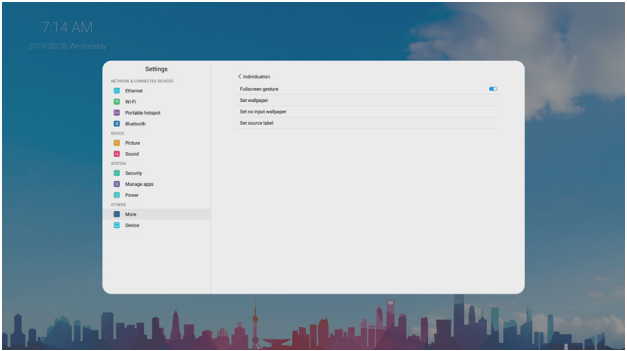 7:14 AM
2019/08/28, Wednesday
Settings
NETWORK & CONNECTED DEVICES
Ethernet
Wi-Fi
Portable hotspot
Bluetooth
DEVICE
Picture
Sound
SYSTEM
Security
Manage apps
Power
OTHERS
More
Device
Individuation
Fullscreen gesture
Set wallpaper
Set no input wallpaper
Set source label